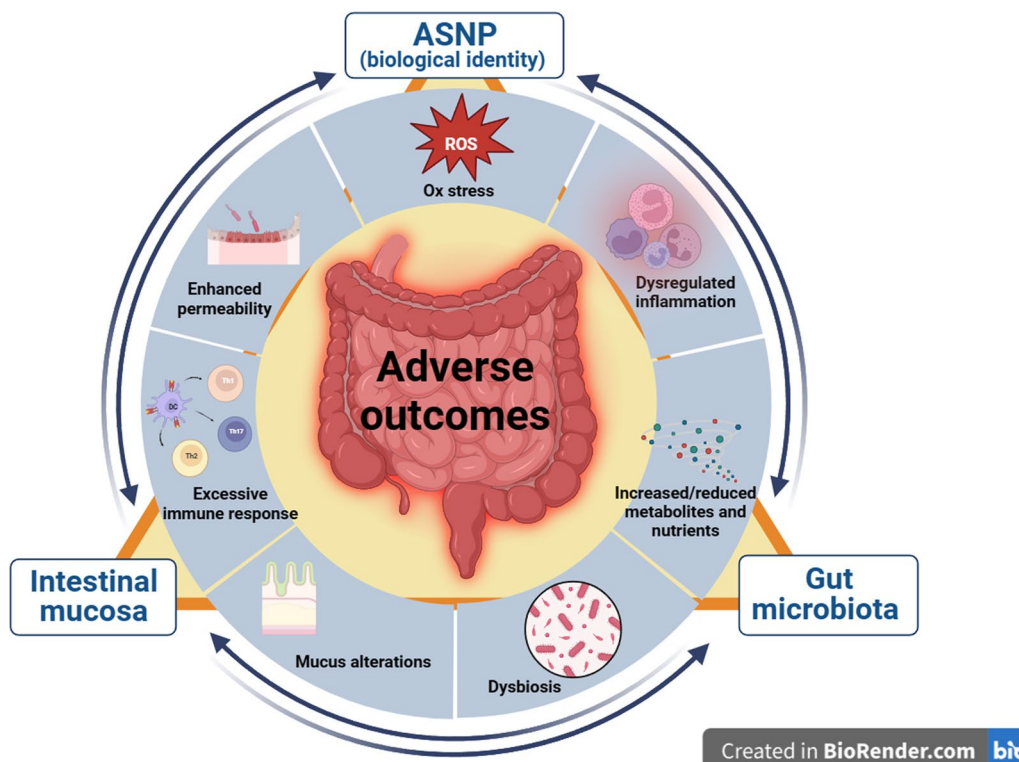 ASNP
(biological identity)
ROS
Ox stress
Dysregulated
inflammation
Enhanced
permeability
Adverse
outcomes
Th1
DC
Th17
Th2
Excessive
immune response
Increased/reduced
metabolites and
nutrients
Intestinal
mucosa
Gut
microbiota
Mucus alterations
Dysbiosis
Created in BioRender.com